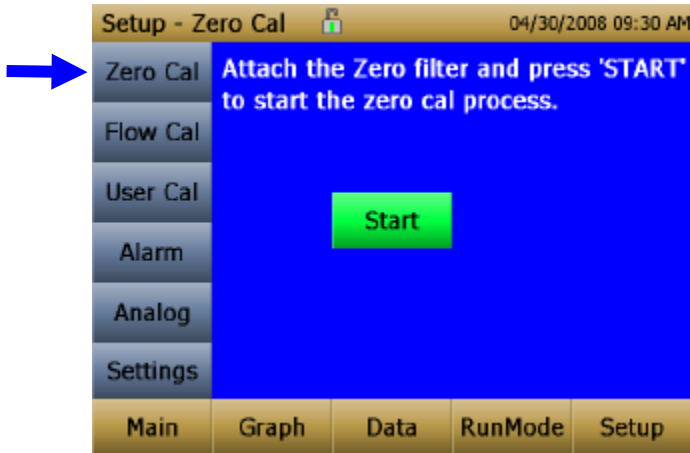 Setup - Zero Cal 04/30/2008 09:30 AM
Zero Cal
Flow Cal
User Cal
Alarm
Analog
Settings
Attach the Zero filter and press 'START'
to start the zero cal process.
Start
Main Graph Data RunMode Setup